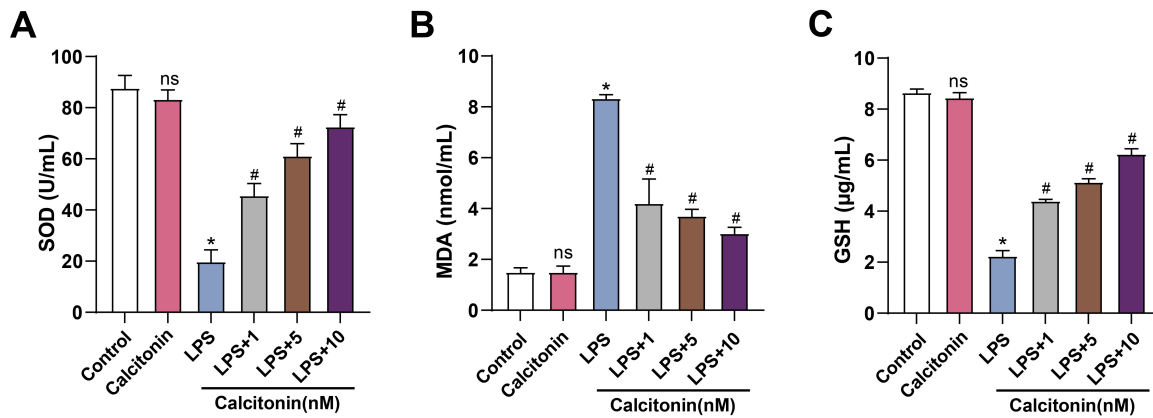 A
SOD (U/mL)
100
80
60
40
20
0
ns
*
#
#
#
Control
Calcitonin
LPS
LPS+1
LPS+5
LPS+10
Calcitonin(nM)
B
MDA (nmol/mL)
10
8
6
4
2
0
ns
*
#
#
#
Control
Calcitonin
LPS
LPS+1
LPS+5
LPS+10
Calcitonin(nM)
C
GSH (μg/mL)
10
8
6
4
2
0
ns
*
#
#
#
Control
Calcitonin
LPS
LPS+1
LPS+5
LPS+10
Calcitonin(nM)